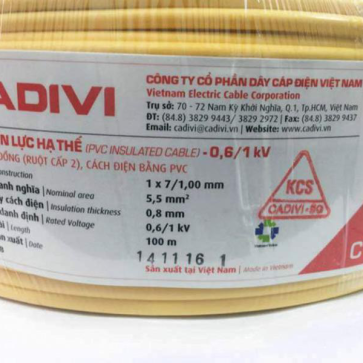 CADIVI
CÔNG TY CỔ PHẦN DÂY CÁP ĐIỆN VIỆT NAM
Vietnam Electric Cable Corporation
Trụ sở: 70 - 72 Nam Kỳ Khởi Nghĩa, Q.1, Tp.HCM, Việt Nam
ĐT: (84.8) 3829 9443/ 3829 2972 | Fax: (84.8) 3829 9437
Email: cadivi@cadivi.vn | Website: www.cadivi.vn
N LỰC HẠ THẾ (PVC INSULATED CABLE) - 0,6/1 kV
ĐỒNG (RUỘT CẤP 2), CÁCH ĐIỆN BẰNG PVC
onstruction 1 x 7/1,00 mm
anh nghĩa / Nominal area 5,5 mm²
y cách điện / Insulation thickness 0,8 mm
danh định / Rated Voltage 0,6/1 kV
i / Length 100 m
n xuất / Date 141116 1
Sản xuất tại Việt Nam / Made in Vietnam
KCS
CADIVI-SG
C